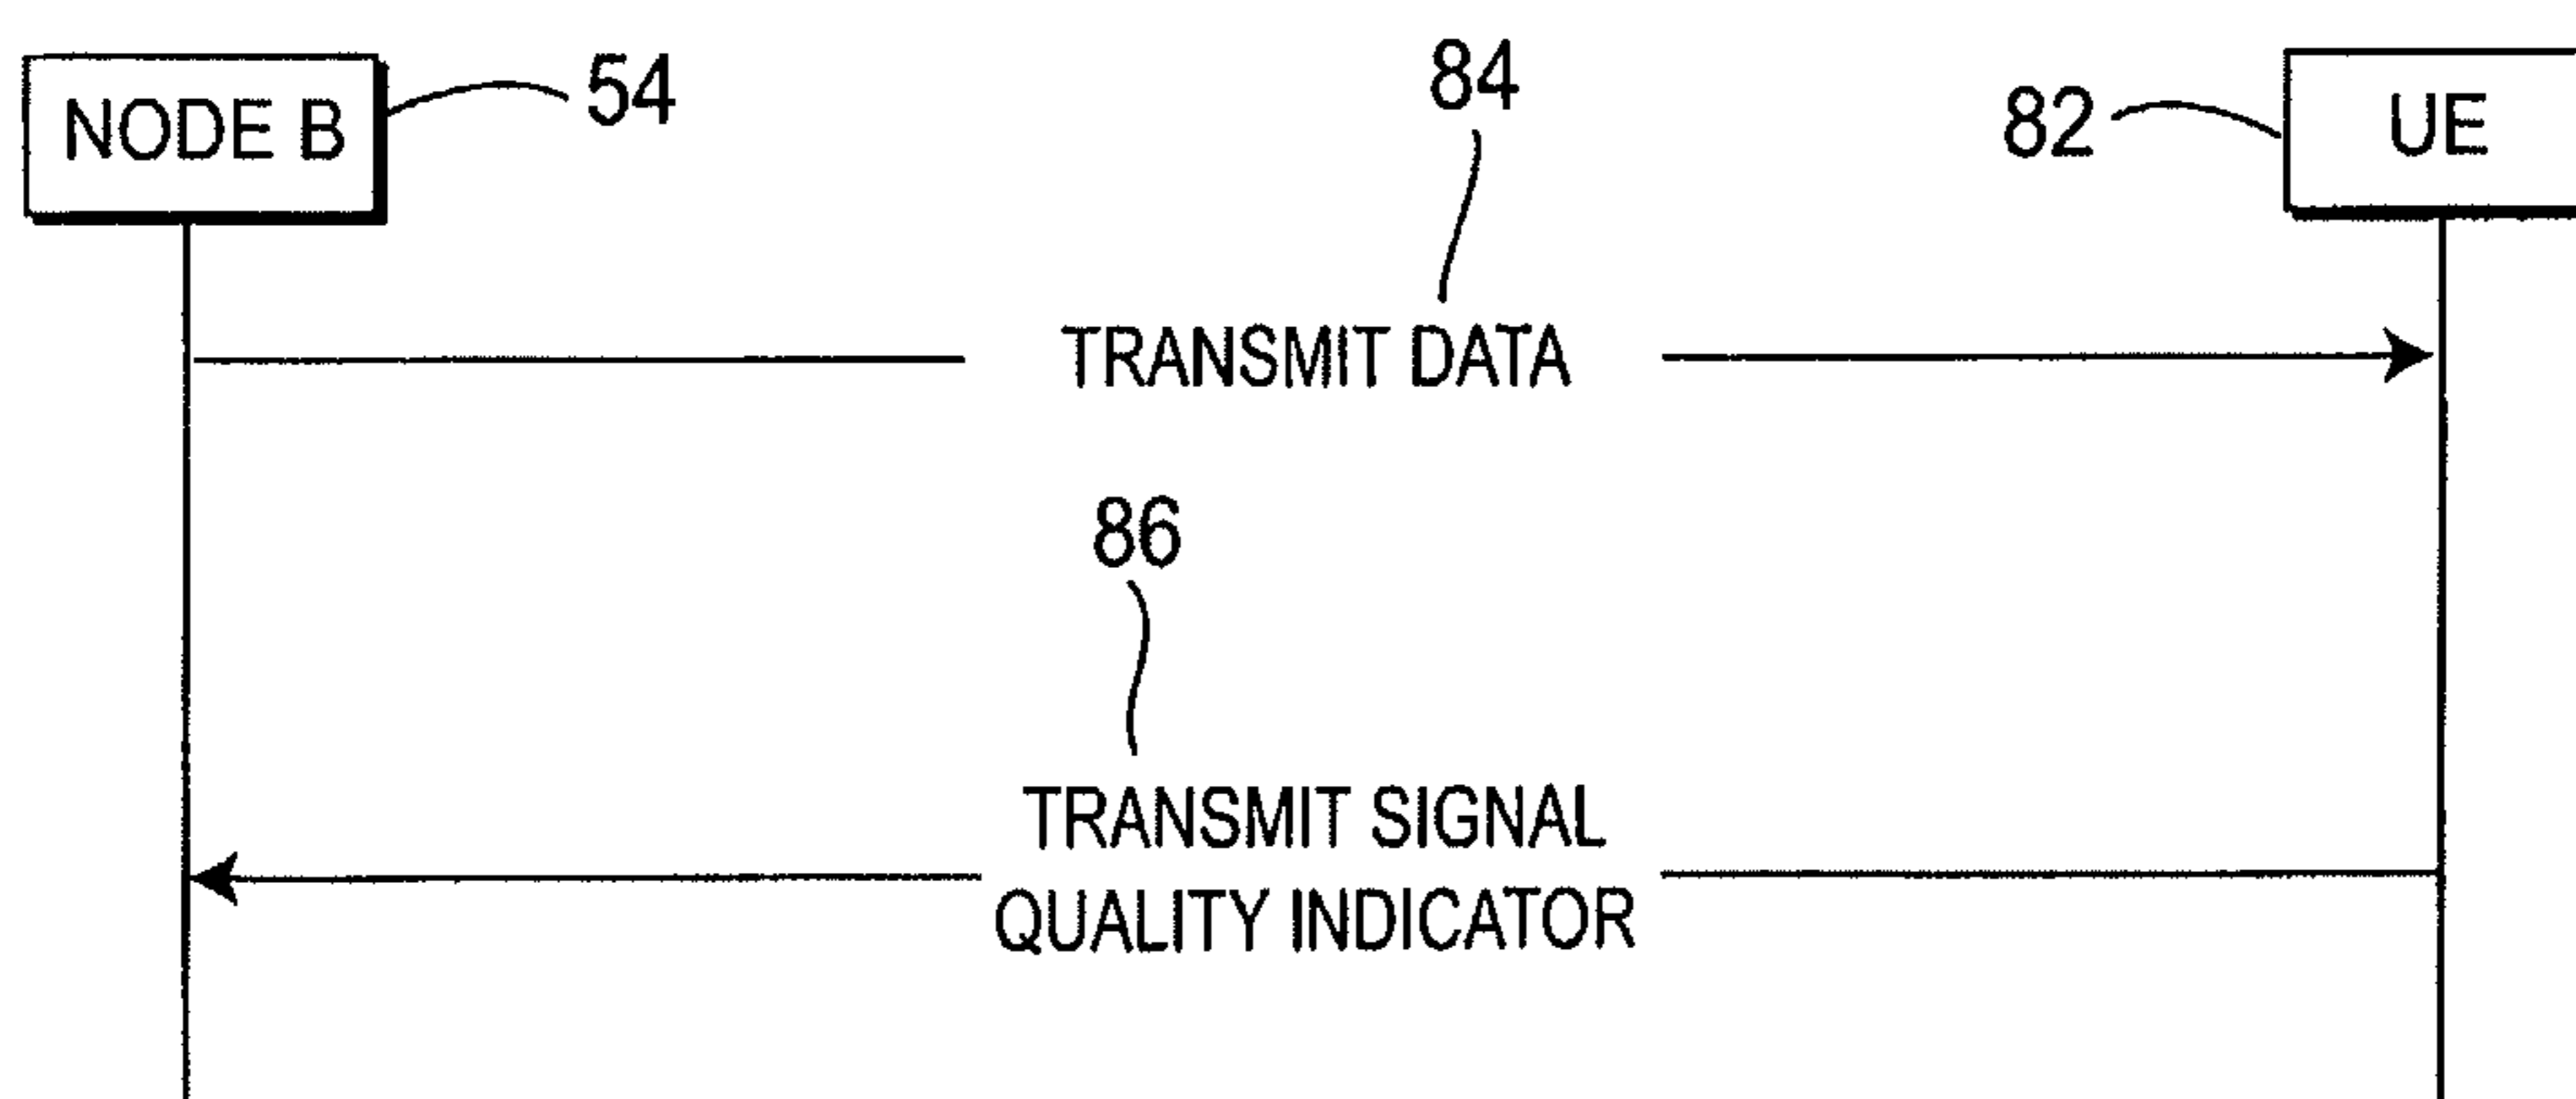 NODE B
54
84
82
UE
TRANSMIT DATA
86
TRANSMIT SIGNAL
QUALITY INDICATOR